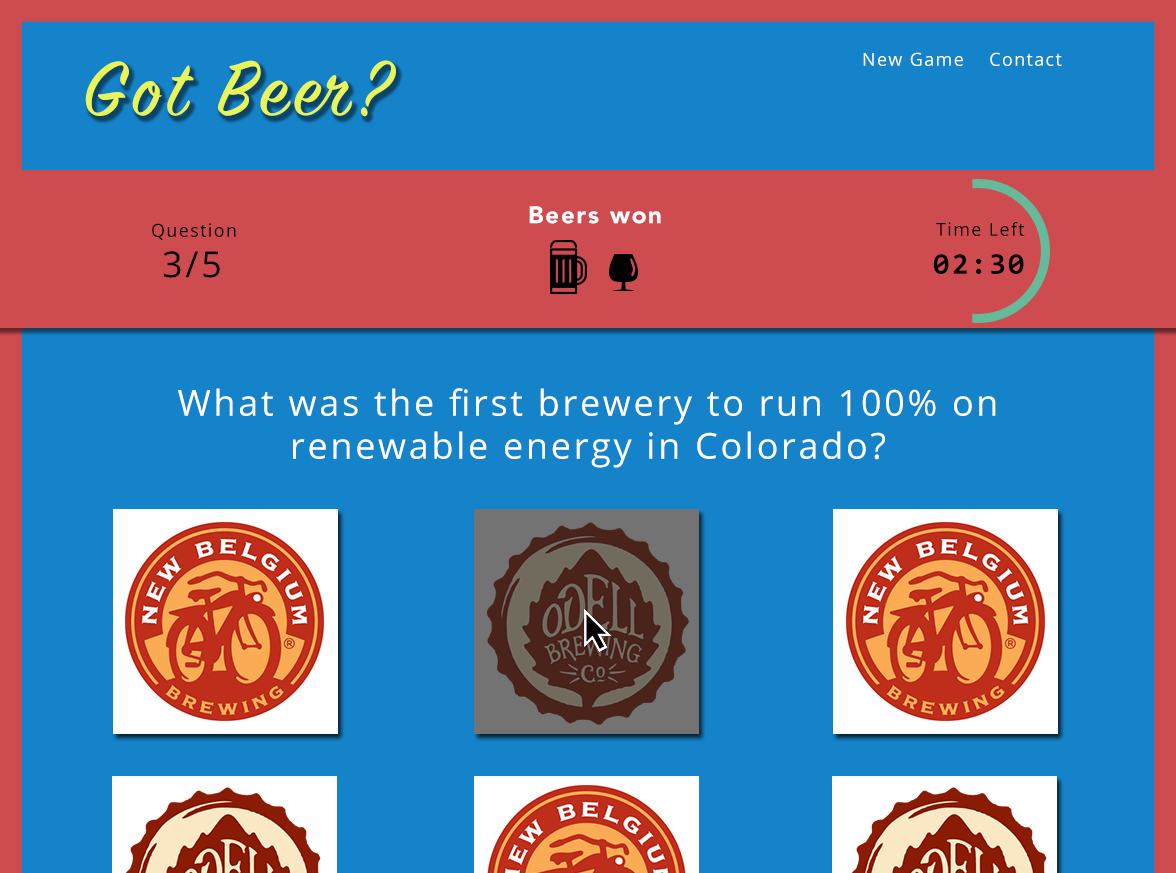 Got Beer?
New Game Contact
Question
3/5
Beers won
Time Left
02:30
What was the first brewery to run 100% on
renewable energy in Colorado?
NEW BELGIUM
®
BREWING
ODELL
BREWING
Co
NEW BELGIUM
®
BREWING
ODELL
NEW BELGIUM
ODELL